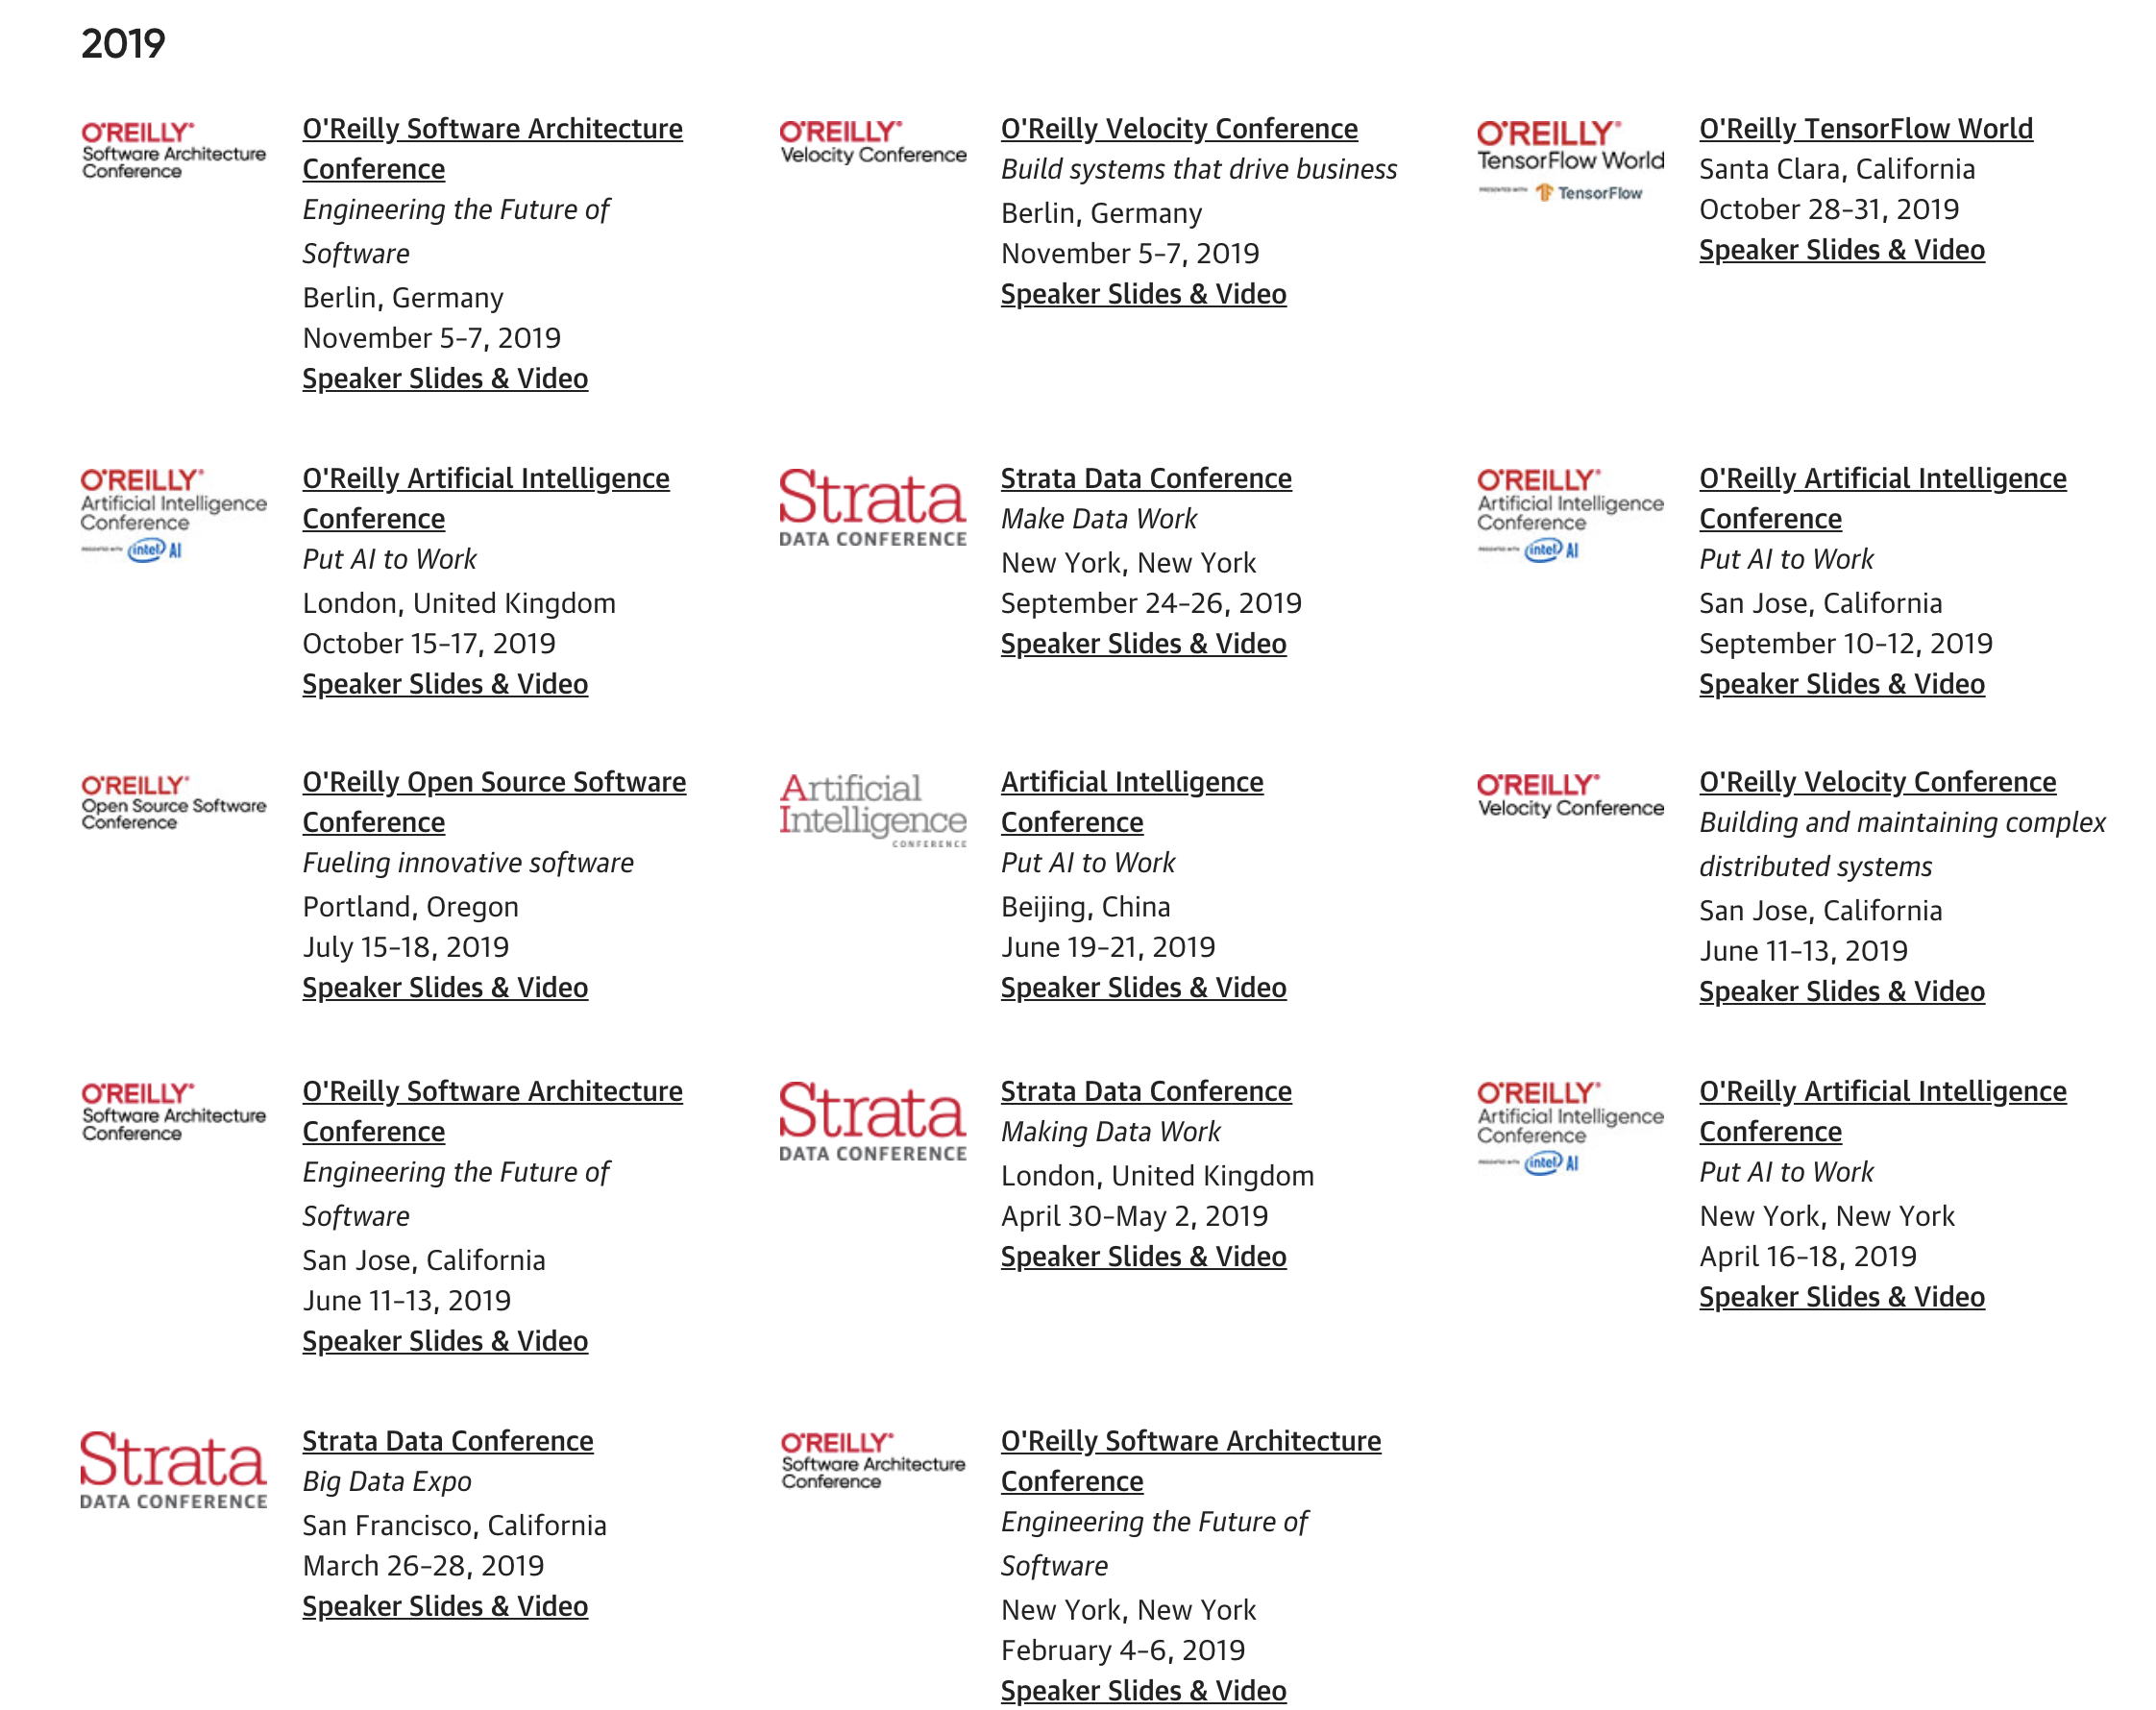 2019
O'REILLY®
Software Architecture
Conference
O'Reilly Software Architecture
Conference
Engineering the Future of
Software
Berlin, Germany
November 5-7, 2019
Speaker Slides & Video
O'REILLY®
Velocity Conference
O'Reilly Velocity Conference
Build systems that drive business
Berlin, Germany
November 5-7, 2019
Speaker Slides & Video
O'REILLY®
TensorFlow World
PRESENTED WITH TensorFlow
O'Reilly TensorFlow World
Santa Clara, California
October 28-31, 2019
Speaker Slides & Video
O'REILLY®
Artificial Intelligence
Conference
PRESENTED WITH intel AI
O'Reilly Artificial Intelligence
Conference
Put AI to Work
London, United Kingdom
October 15-17, 2019
Speaker Slides & Video
Strata
DATA CONFERENCE
Strata Data Conference
Make Data Work
New York, New York
September 24-26, 2019
Speaker Slides & Video
O'REILLY®
Artificial Intelligence
Conference
PRESENTED WITH intel AI
O'Reilly Artificial Intelligence
Conference
Put AI to Work
San Jose, California
September 10-12, 2019
Speaker Slides & Video
O'REILLY®
Open Source Software
Conference
O'Reilly Open Source Software
Conference
Fueling innovative software
Portland, Oregon
July 15-18, 2019
Speaker Slides & Video
Artificial
Intelligence
CONFERENCE
Artificial Intelligence
Conference
Put AI to Work
Beijing, China
June 19-21, 2019
Speaker Slides & Video
O'REILLY®
Velocity Conference
O'Reilly Velocity Conference
Building and maintaining complex
distributed systems
San Jose, California
June 11-13, 2019
Speaker Slides & Video
O'REILLY®
Software Architecture
Conference
O'Reilly Software Architecture
Conference
Engineering the Future of
Software
San Jose, California
June 11-13, 2019
Speaker Slides & Video
Strata
DATA CONFERENCE
Strata Data Conference
Making Data Work
London, United Kingdom
April 30-May 2, 2019
Speaker Slides & Video
O'REILLY®
Artificial Intelligence
Conference
PRESENTED WITH intel AI
O'Reilly Artificial Intelligence
Conference
Put AI to Work
New York, New York
April 16-18, 2019
Speaker Slides & Video
Strata
DATA CONFERENCE
Strata Data Conference
Big Data Expo
San Francisco, California
March 26-28, 2019
Speaker Slides & Video
O'REILLY®
Software Architecture
Conference
O'Reilly Software Architecture
Conference
Engineering the Future of
Software
New York, New York
February 4-6, 2019
Speaker Slides & Video